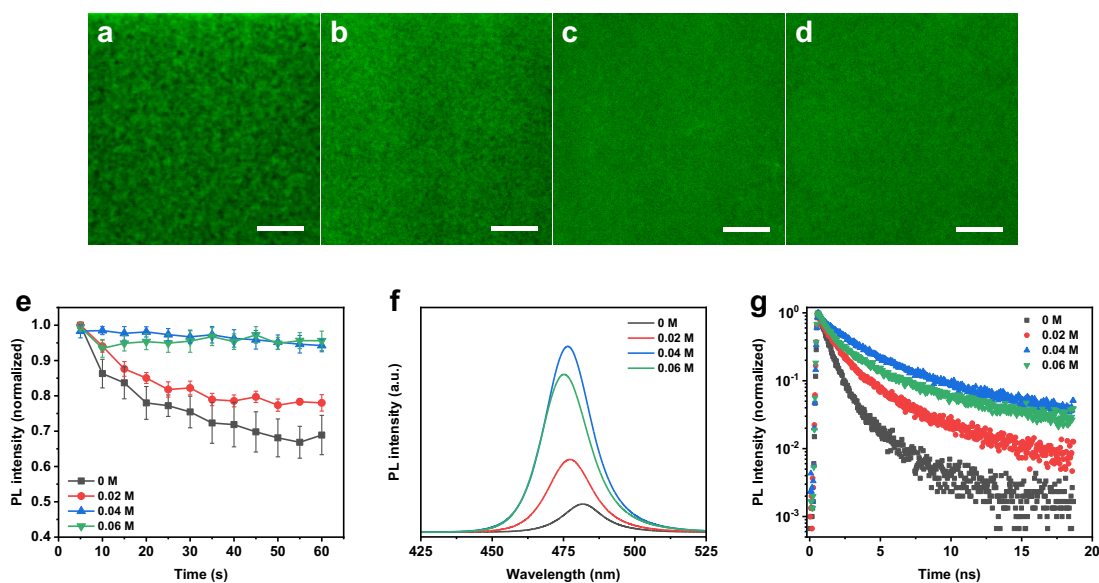 a
b
c
d
e
PL intensity (normalized)
1.0
0.9
0.8
0.7
0.6
0.5
0.4
0 M
0.02 M
0.04 M
0.06 M
0 10 20 30 40 50 60
Time (s)
f
PL intensity (a.u.)
0 M
0.02 M
0.04 M
0.06 M
425 450 475 500 525
Wavelength (nm)
g
PL Intensity (normalized)
10⁰
10⁻¹
10⁻²
10⁻³
0 M
0.02 M
0.04 M
0.06 M
0 5 10 15 20
Time (ns)